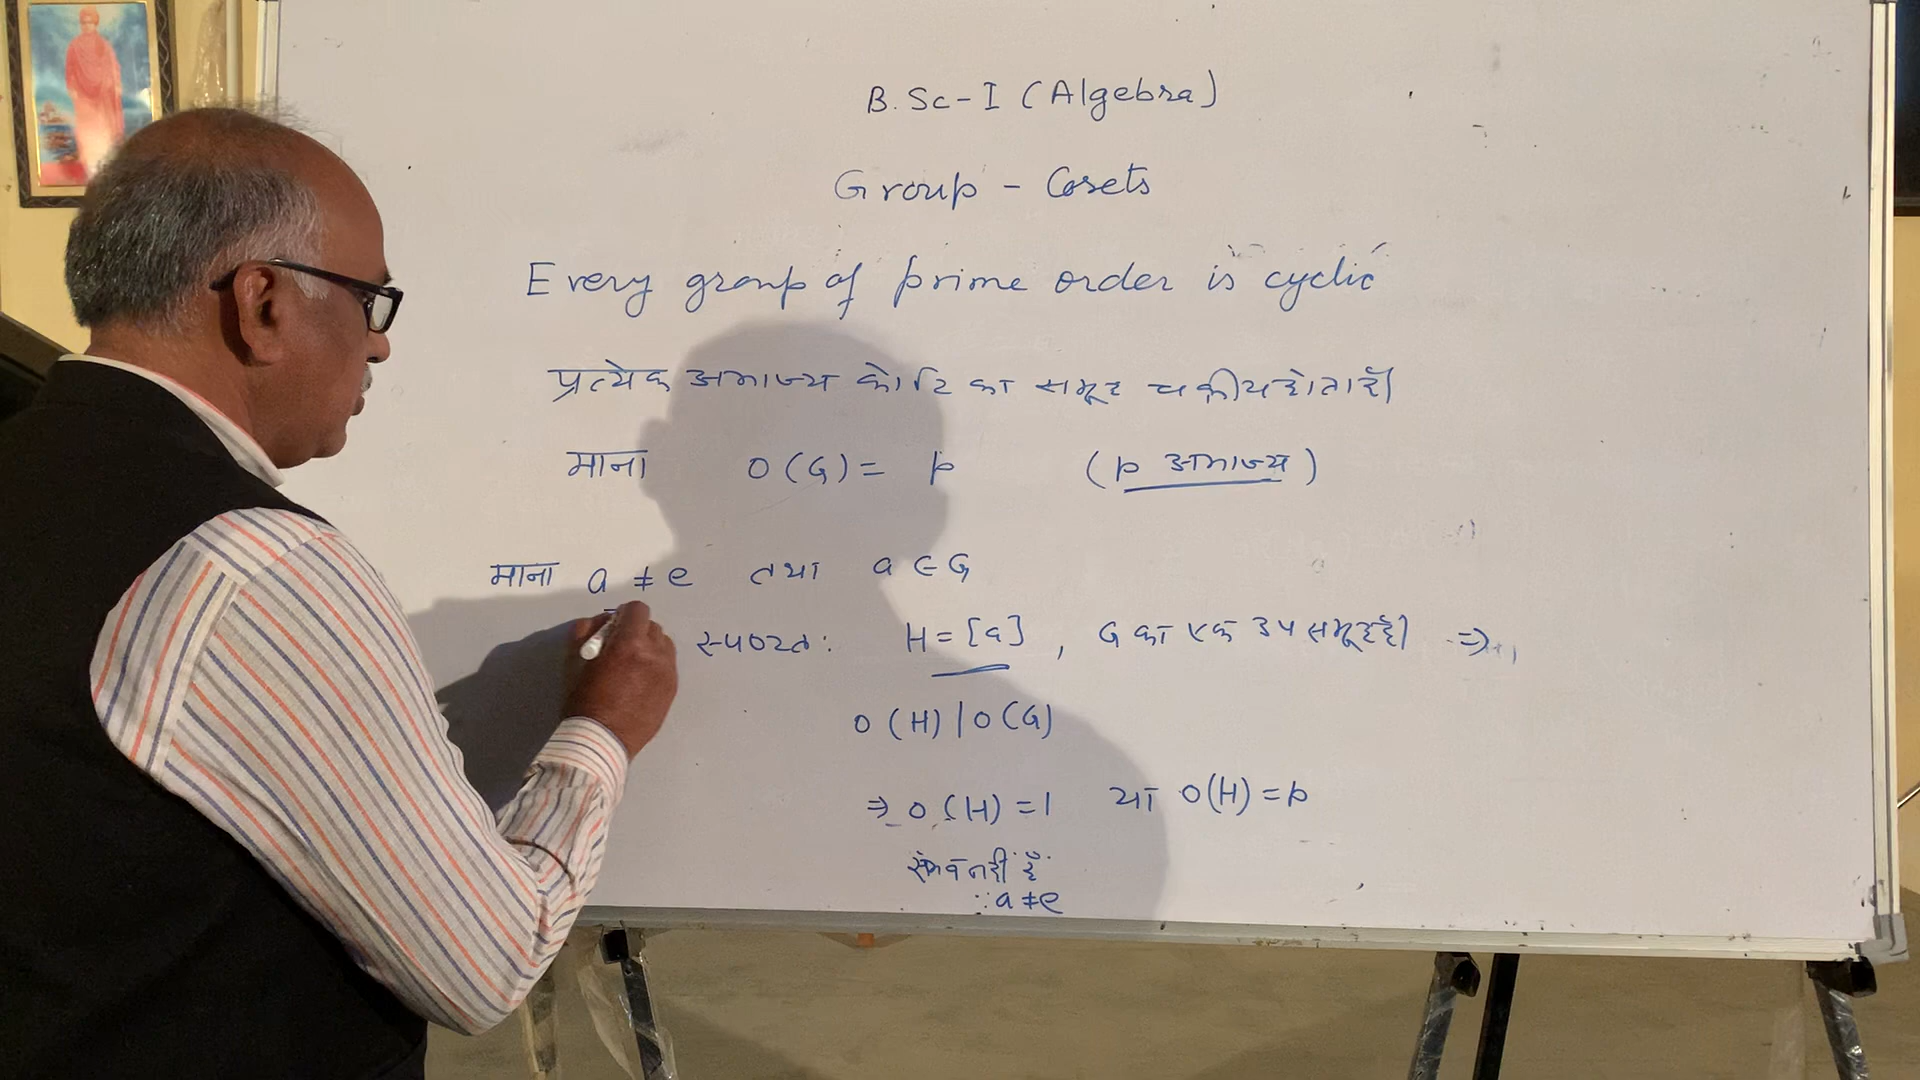 B.Sc-I (Algebra)
Group - Cosets
Every group of prime order is cyclic
प्रत्येक अभाज्य कोटि का समूह चक्रीय होता है।
माना O(G) = p (p अभाज्य)
माना a ≠ e तथा a ∈ G
स्पष्टतः H = [a], G का एक उपसमूह है। ⇒
O(H) | O(G)
⇒ O(H) = 1 या O(H) = p
संभव नहीं है
∵ a ≠ e